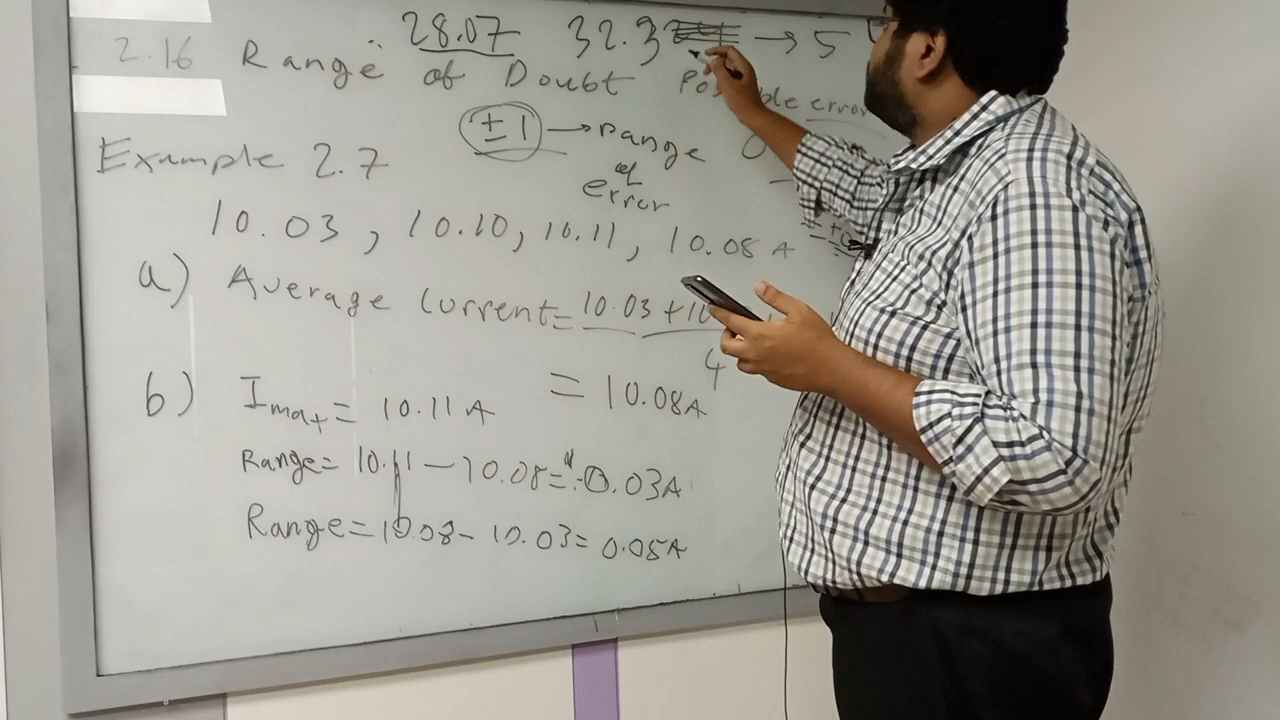 28.07 32.3 → 5
2.16 Range of Doubt
Possible error
±1 → range of error
Example 2.7
10.03, 10.10, 10.11, 10.08 A
a) Average Current = 10.03 + 10
4
= 10.08 A
b) Imax = 10.11 A
Range = 10.11 - 10.08 = 0.03A
Range = 10.08 - 10.03 = 0.05A